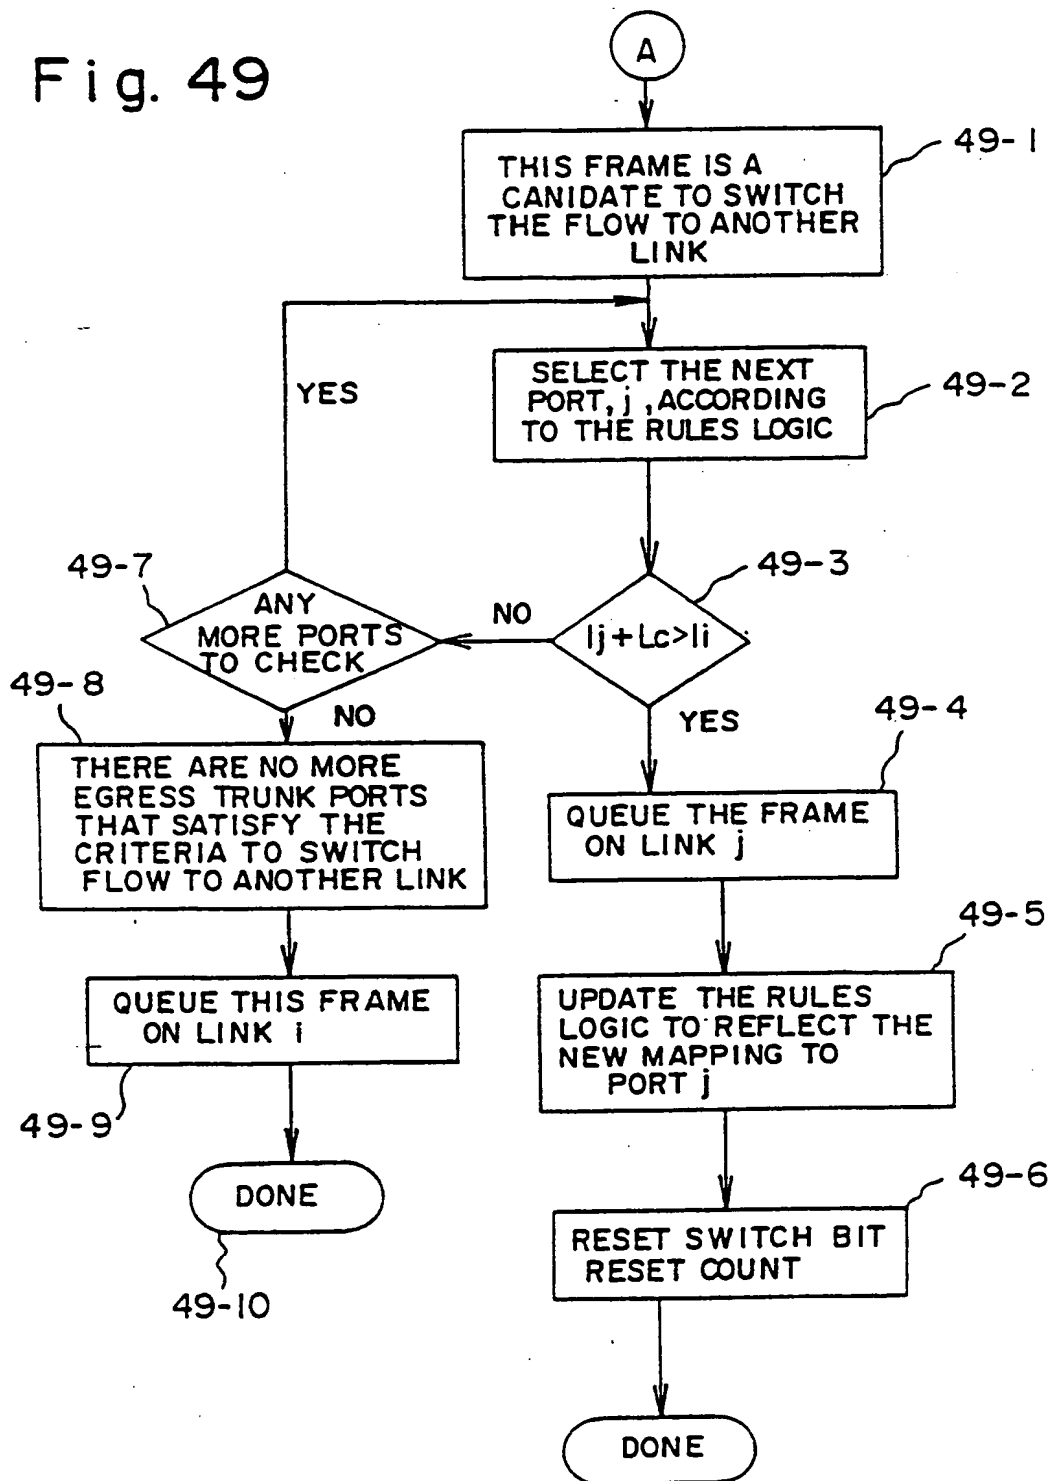 Fig. 49
A
49-1
THIS FRAME IS A
CANIDATE TO SWITCH
THE FLOW TO ANOTHER
LINK
YES
SELECT THE NEXT
PORT, j, ACCORDING
TO THE RULES LOGIC
49-2
49-7
ANY
MORE PORTS
TO CHECK
NO
49-3
lj+Lc>li
49-8
NO
YES
49-4
THERE ARE NO MORE
EGRESS TRUNK PORTS
THAT SATISFY THE
CRITERIA TO SWITCH
FLOW TO ANOTHER LINK
QUEUE THE FRAME
ON LINK j
49-5
QUEUE THIS FRAME
ON LINK i
UPDATE THE RULES
LOGIC TO REFLECT THE
NEW MAPPING TO
PORT j
49-9
DONE
49-10
49-6
RESET SWITCH BIT
RESET COUNT
DONE